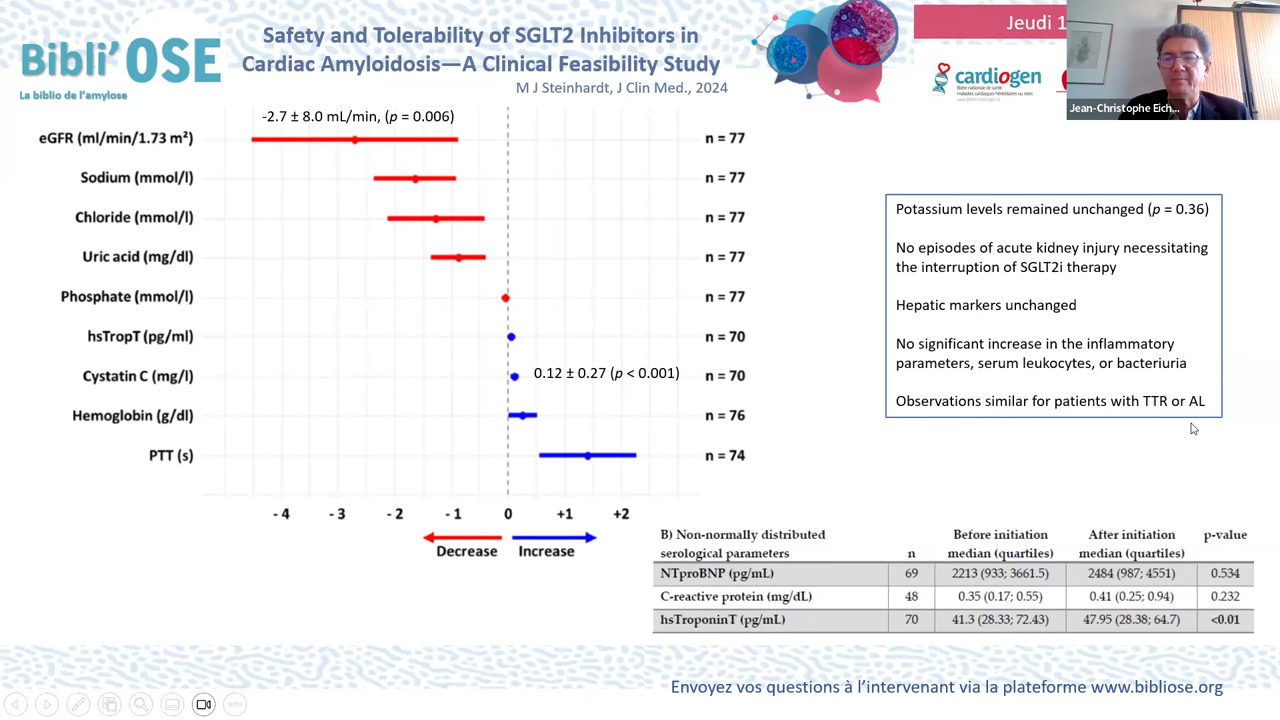 Bibli'OSE
La biblio de l'amylose
Safety and Tolerability of SGLT2 Inhibitors in
Cardiac Amyloidosis—A Clinical Feasibility Study
M J Steinhardt, J Clin Med., 2024
Jeudi 1
cardiogen
filière nationale de santé
maladies cardiaques héréditaires ou rares
Jean-Christophe Eich...
-2.7 ± 8.0 mL/min, (p = 0.006)
eGFR (ml/min/1.73 m²) n = 77
Sodium (mmol/l) n = 77
Chloride (mmol/l) n = 77
Uric acid (mg/dl) n = 77
Phosphate (mmol/l) n = 77
hsTropT (pg/ml) n = 70
Cystatin C (mg/l) 0.12 ± 0.27 (p < 0.001) n = 70
Hemoglobin (g/dl) n = 76
PTT (s) n = 74
- 4 - 3 - 2 - 1 0 +1 +2
Decrease Increase
Potassium levels remained unchanged (p = 0.36)
No episodes of acute kidney injury necessitating
the interruption of SGLT2i therapy
Hepatic markers unchanged
No significant increase in the inflammatory
parameters, serum leukocytes, or bacteriuria
Observations similar for patients with TTR or AL
B) Non-normally distributed Before initiation After initiation p-value
serological parameters n median (quartiles) median (quartiles)
NTproBNP (pg/mL) 69 2213 (933; 3661.5) 2484 (987; 4551) 0.534
C-reactive protein (mg/dL) 48 0.35 (0.17; 0.55) 0.41 (0.25; 0.94) 0.232
hsTroponinT (pg/mL) 70 41.3 (28.33; 72.43) 47.95 (28.38; 64.7) <0.01
Envoyez vos questions à l'intervenant via la plateforme www.bibliose.org